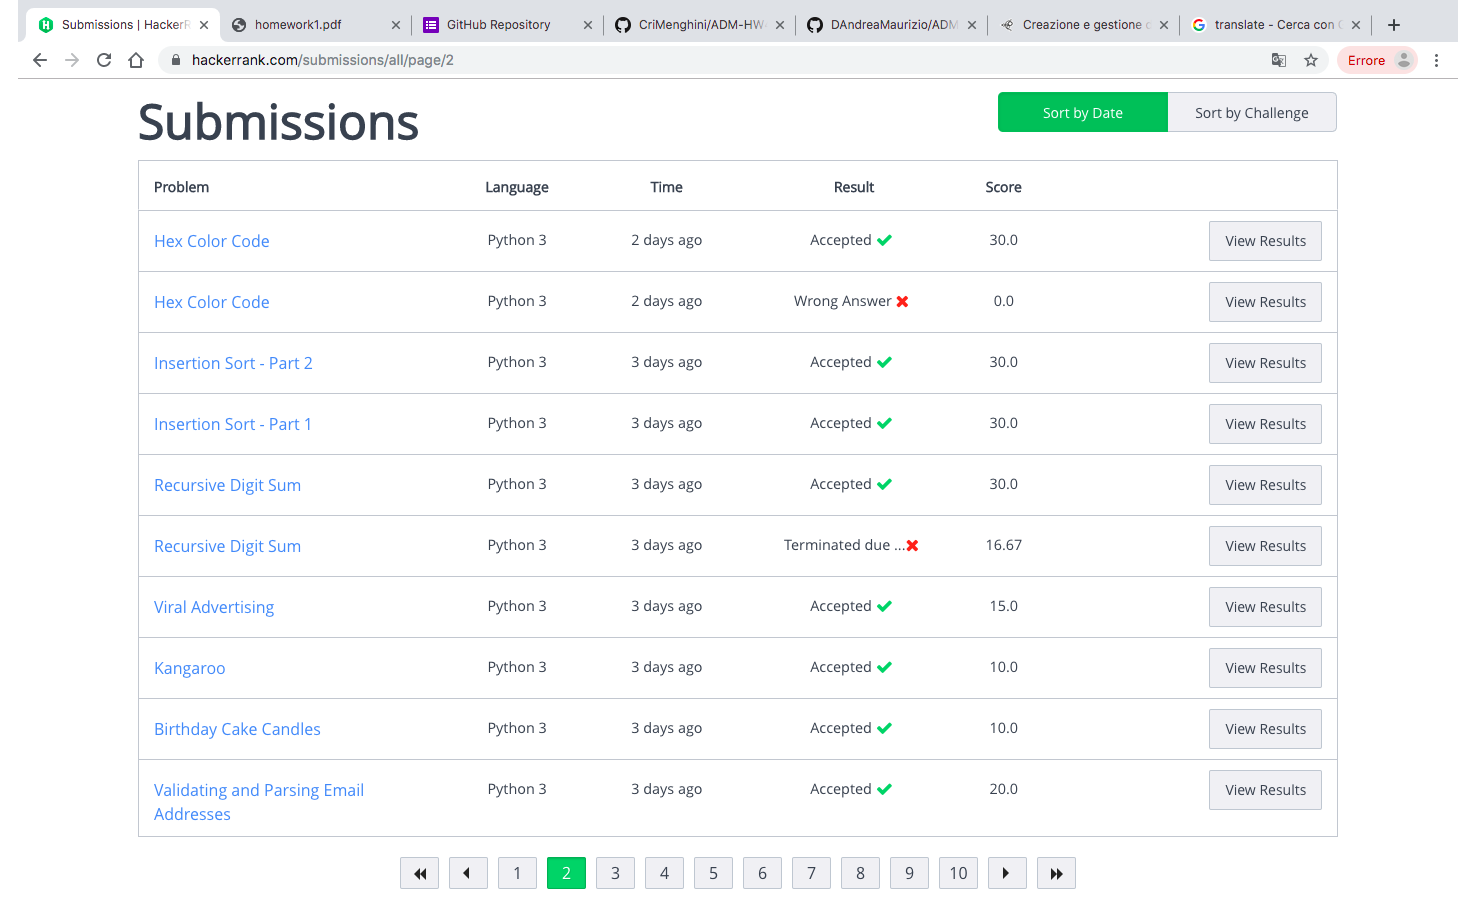 Submissions | HackerR
homework1.pdf
GitHub Repository
CriMenghini/ADM-HW
DAndreaMaurizio/ADM
Creazione e gestione
translate - Cerca con
hackerrank.com/submissions/all/page/2
Errore
Submissions
Sort by Date
Sort by Challenge
Problem Language Time Result Score
Hex Color Code Python 3 2 days ago Accepted 30.0 View Results
Hex Color Code Python 3 2 days ago Wrong Answer 0.0 View Results
Insertion Sort - Part 2 Python 3 3 days ago Accepted 30.0 View Results
Insertion Sort - Part 1 Python 3 3 days ago Accepted 30.0 View Results
Recursive Digit Sum Python 3 3 days ago Accepted 30.0 View Results
Recursive Digit Sum Python 3 3 days ago Terminated due ... 16.67 View Results
Viral Advertising Python 3 3 days ago Accepted 15.0 View Results
Kangaroo Python 3 3 days ago Accepted 10.0 View Results
Birthday Cake Candles Python 3 3 days ago Accepted 10.0 View Results
Validating and Parsing Email Python 3 3 days ago Accepted 20.0 View Results
Addresses
1 2 3 4 5 6 7 8 9 10